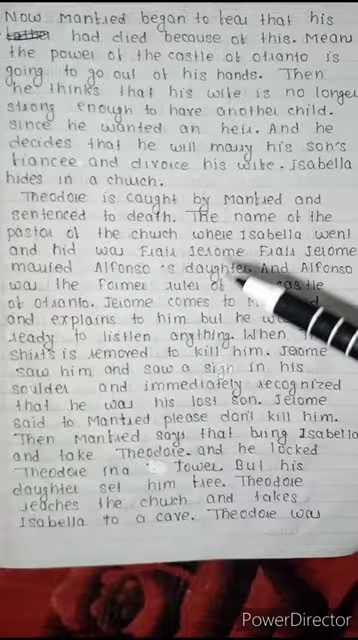 Now Manfred began to fear that his
had died because of this. Mean
the power of the castle of otranto is
going to go out of his hands. Then
he thinks that his wife is no longer
strong enough to have another child.
since he wanted an heir. And he
decides that he will marry his son's
fiancee and divorce his wife. Isabella
hides in a church.
Theodore is caught by Manfred and
sentenced to death. The name of the
pastor of the church where Isabella went
and hid was Friar Jerome. Friar Jerome
married Alfonso's daughter. And Alfonso
was the former ruler of castle
of otranto. Jerome comes to
and explains to him but he
ready to listten anything. When
shirts is removed to kill him. Jerome
saw him and saw a sign in his
soulder and immediately recognized
that he was his lost son. Jerome
said to Manfred please don't kill him.
Then Manfred says that bring Isabella
and take Theodore. and he locked
Theodore in a Tower. But his
daughter set him free. Theodore
reaches the church and takes
Isabella to a cave. Theodore was
PowerDirector